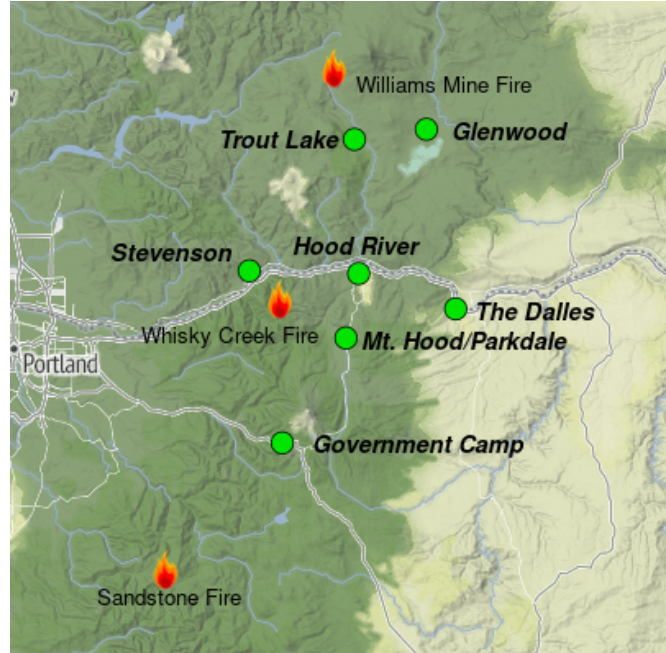 Williams Mine Fire
Trout Lake
Glenwood
Stevenson
Hood River
The Dalles
Whisky Creek Fire
Mt. Hood/Parkdale
Portland
Government Camp
Sandstone Fire